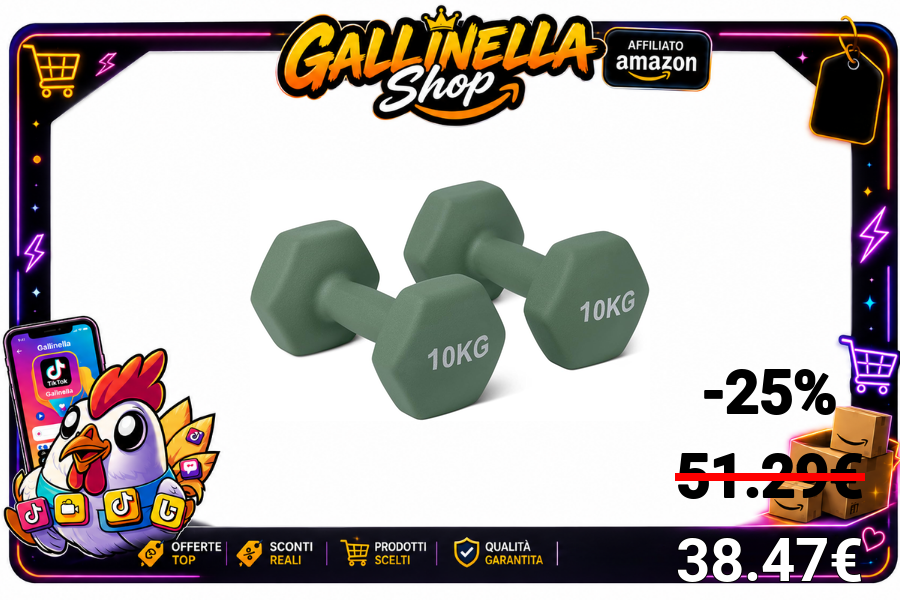 GALLINELLA
Shop
AFFILIATO
amazon
10KG
10KG
Gallinella
TikTok
Gallinella
-25%
51.29€
38.47€
OFFERTE
TOP
SCONTI
REALI
PRODOTTI
SCELTI
QUALITÀ
GARANTITA